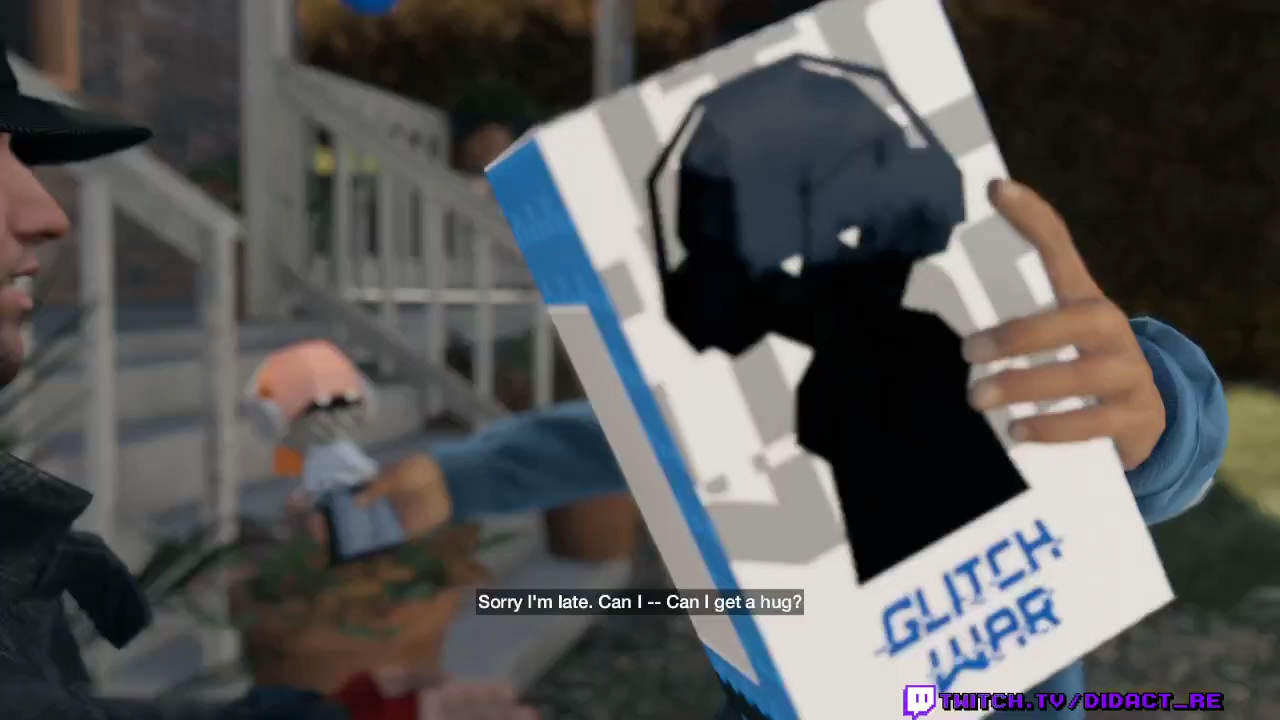 Sorry I'm late. Can I -- Can I get a hug?
GLITCH
WAR
TWITCH.TV/DIDACT_RE